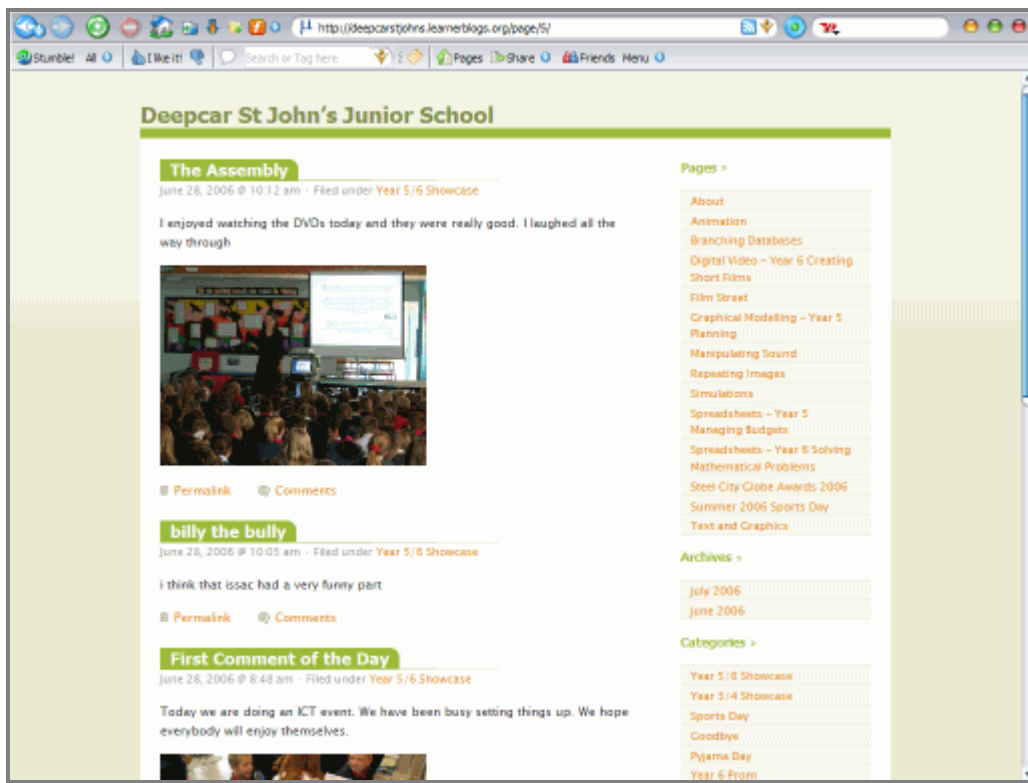 http://deepcarstjohns.learnerblogs.org/page/5/
Stumble! All I like it! Search or Tag here Pages Share Friends Menu
Deepcar St John's Junior School
The Assembly
June 28, 2006 @ 10:12 am · Filed under Year 5/6 Showcase
I enjoyed watching the DVDs today and they were really good. I laughed all the
way through
Permalink Comments
billy the bully
June 28, 2006 @ 10:05 am · Filed under Year 5/6 Showcase
i think that issac had a very funny part
Permalink Comments
First Comment of the Day
June 28, 2006 @ 8:48 am · Filed under Year 5/6 Showcase
Today we are doing an ICT event. We have been busy setting things up. We hope
everybody will enjoy themselves.
Pages »
About
Animation
Branching Databases
Digital Video – Year 6 Creating
Short Films
Film Street
Graphical Modelling – Year 5
Planning
Manipulating Sound
Repeating Images
Simulations
Spreadsheets – Year 5
Managing Budgets
Spreadsheets – Year 6 Solving
Mathematical Problems
Steel City Globe Awards 2006
Summer 2006 Sports Day
Text and Graphics
Archives »
July 2006
June 2006
Categories »
Year 5/6 Showcase
Year 3/4 Showcase
Sports Day
Goodbye
Pyjama Day
Year 6 Prom